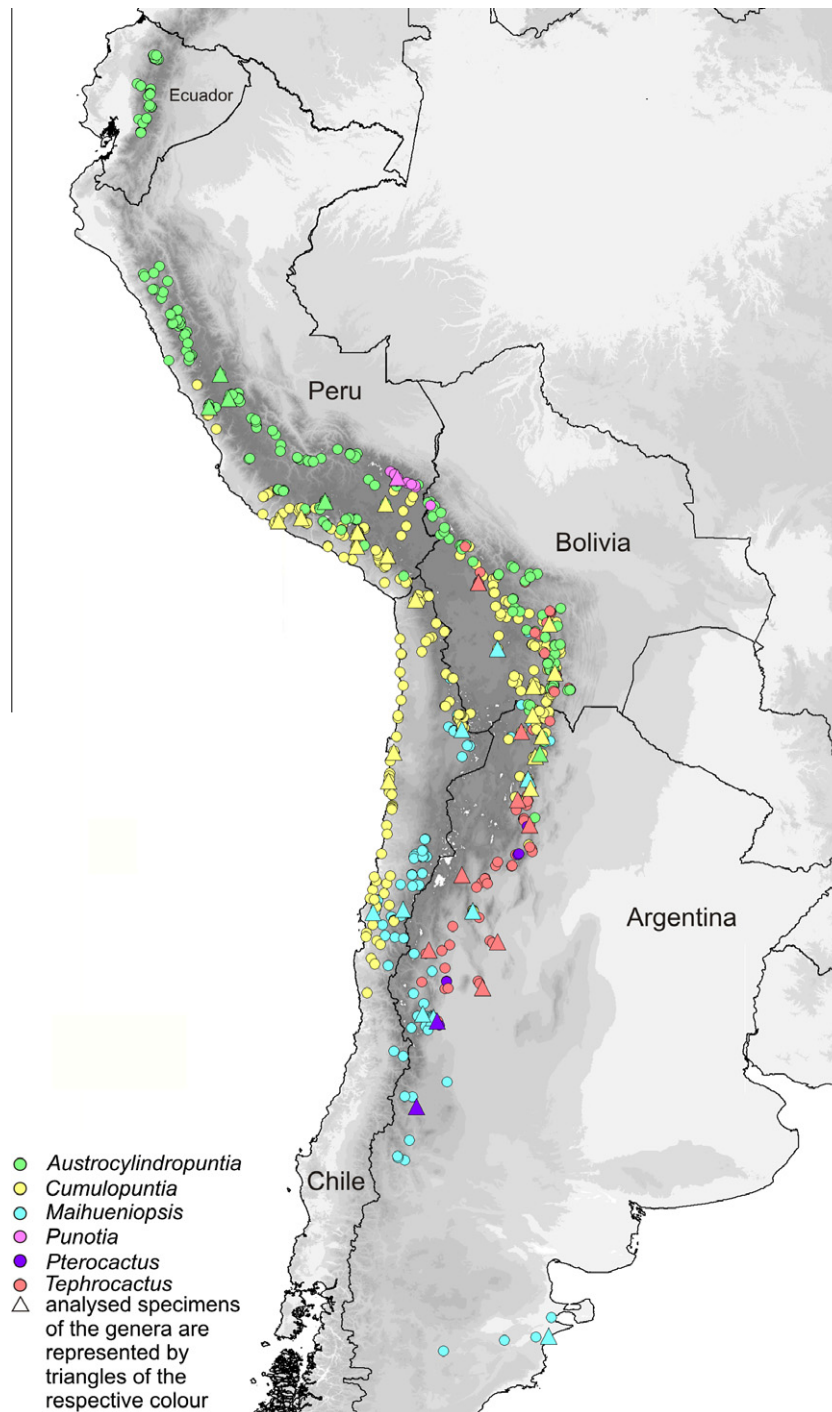 Ecuador
Peru
Bolivia
Argentina
Chile
Austrocylindropuntia
Cumulopuntia
Maihueniopsis
Punotia
Pterocactus
Tephrocactus
analysed specimens
of the genera are
represented by
triangles of the
respective colour